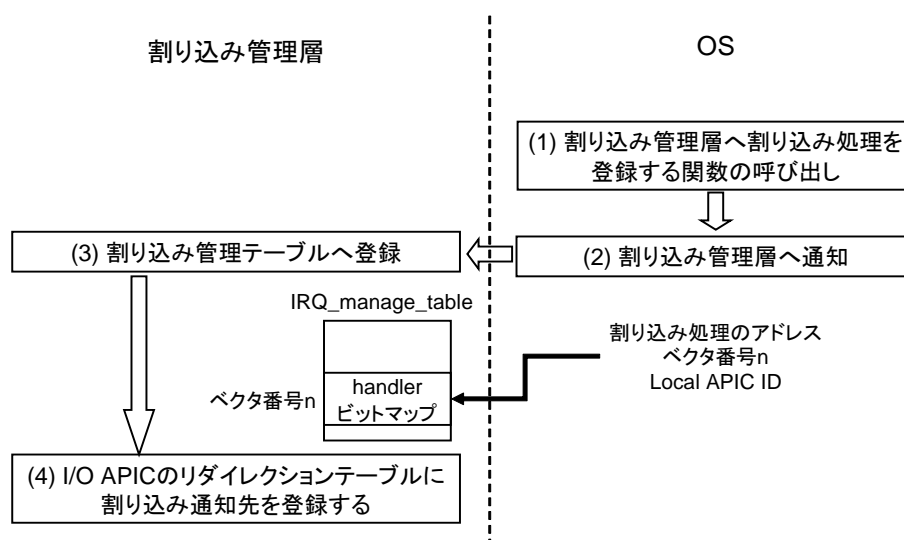 割り込み管理層
OS
(1) 割り込み管理層へ割り込み処理を
登録する関数の呼び出し
(2) 割り込み管理層へ通知
(3) 割り込み管理テーブルへ登録
IRQ_manage_table
割り込み処理のアドレス
ベクタ番号n
Local APIC ID
ベクタ番号n
handler
ビットマップ
(4) I/O APICのリダイレクションテーブルに
割り込み通知先を登録する